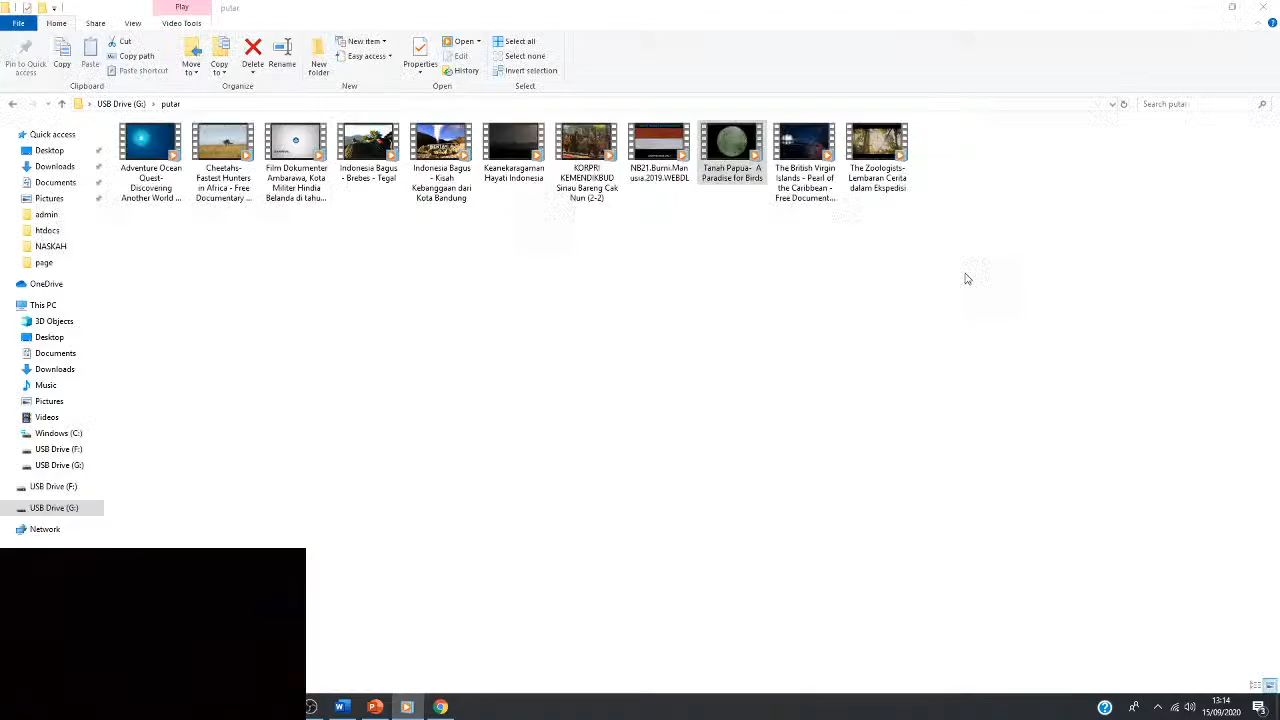 Play
putar
File
Home
Share
View
Video Tools
Pin to Quick
access
Copy
Paste
Cut
Copy path
Paste shortcut
Clipboard
Move
to
Copy
to
Delete
Rename
Organize
New
folder
New item
Easy access
New
Properties
Open
Edit
History
Open
Select all
Select none
Invert selection
Select
USB Drive (G:)
putar
Search putar
Quick access
Desktop
Downloads
Documents
Pictures
admin
htdocs
NASKAH
page
OneDrive
This PC
3D Objects
Desktop
Documents
Downloads
Music
Pictures
Videos
Windows (C:)
USB Drive (F:)
USB Drive (G:)
USB Drive (F:)
USB Drive (G:)
Network
Adventure Ocean
Quest-
Discovering
Another World ...
Cheetahs-
Fastest Hunters
in Africa - Free
Documentary ...
Film Dokumenter
Ambarawa, Kota
Militer Hindia
Belanda di tahu...
Indonesia Bagus
- Brebes - Tegal
Indonesia Bagus
- Kisah
Kebanggaan dari
Kota Bandung
Keanekaragaman
Hayati Indonesia
KORPRI
KEMENDIKBUD
Sinau Bareng Cak
Nun (2-2)
NB21.Bumi.Man
usia.2019.WEBDL
Tanah Papua- A
Paradise for Birds
The British Virgin
Islands - Pearl of
the Caribbean -
Free Document...
The Zoologists-
Lembaran Cerita
dalam Ekspedisi
13:14
15/09/2020